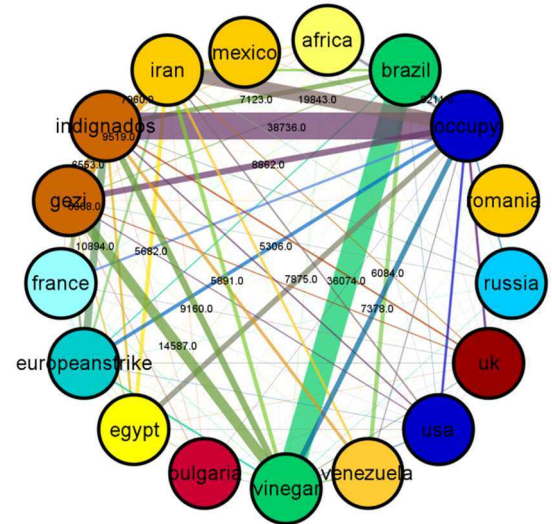 africa
mexico
brazil
iran
7960.0
7123.0
19843.0
indignados
38736.0
occupy
9519.0
6553.0
8862.0
gezi
romania
10894.0
5682.0
5306.0
france
5891.0
7875.0
36074.0
6084.0
russia
9160.0
7378.0
14587.0
europeanstrike
uk
egypt
usa
bulgaria
vinegar
venezuela